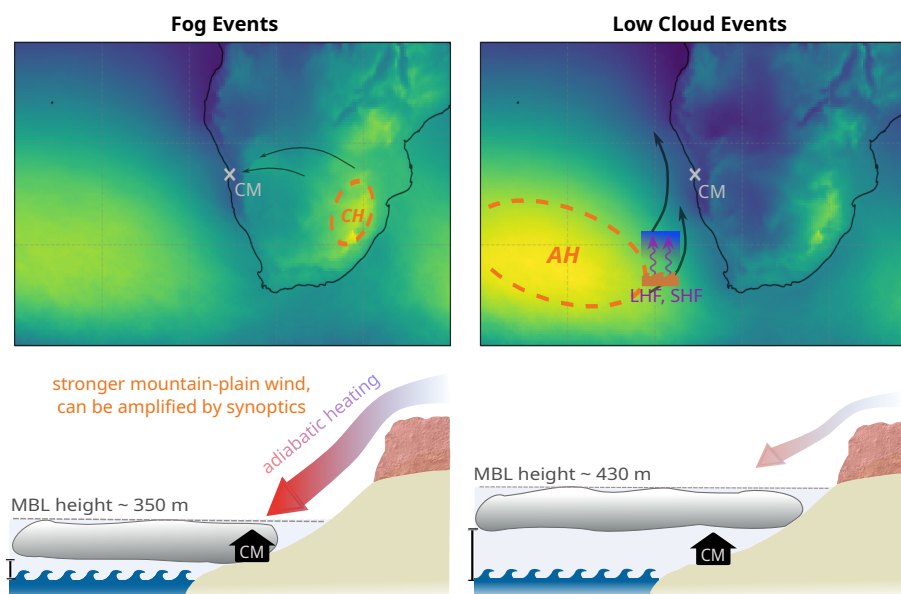 Fog Events
Low Cloud Events
CM
CH
CM
AH
LHF, SHF
stronger mountain-plain wind,
can be amplified by synoptics
adiabatic heating
MBL height ~ 350 m
CM
MBL height ~ 430 m
CM